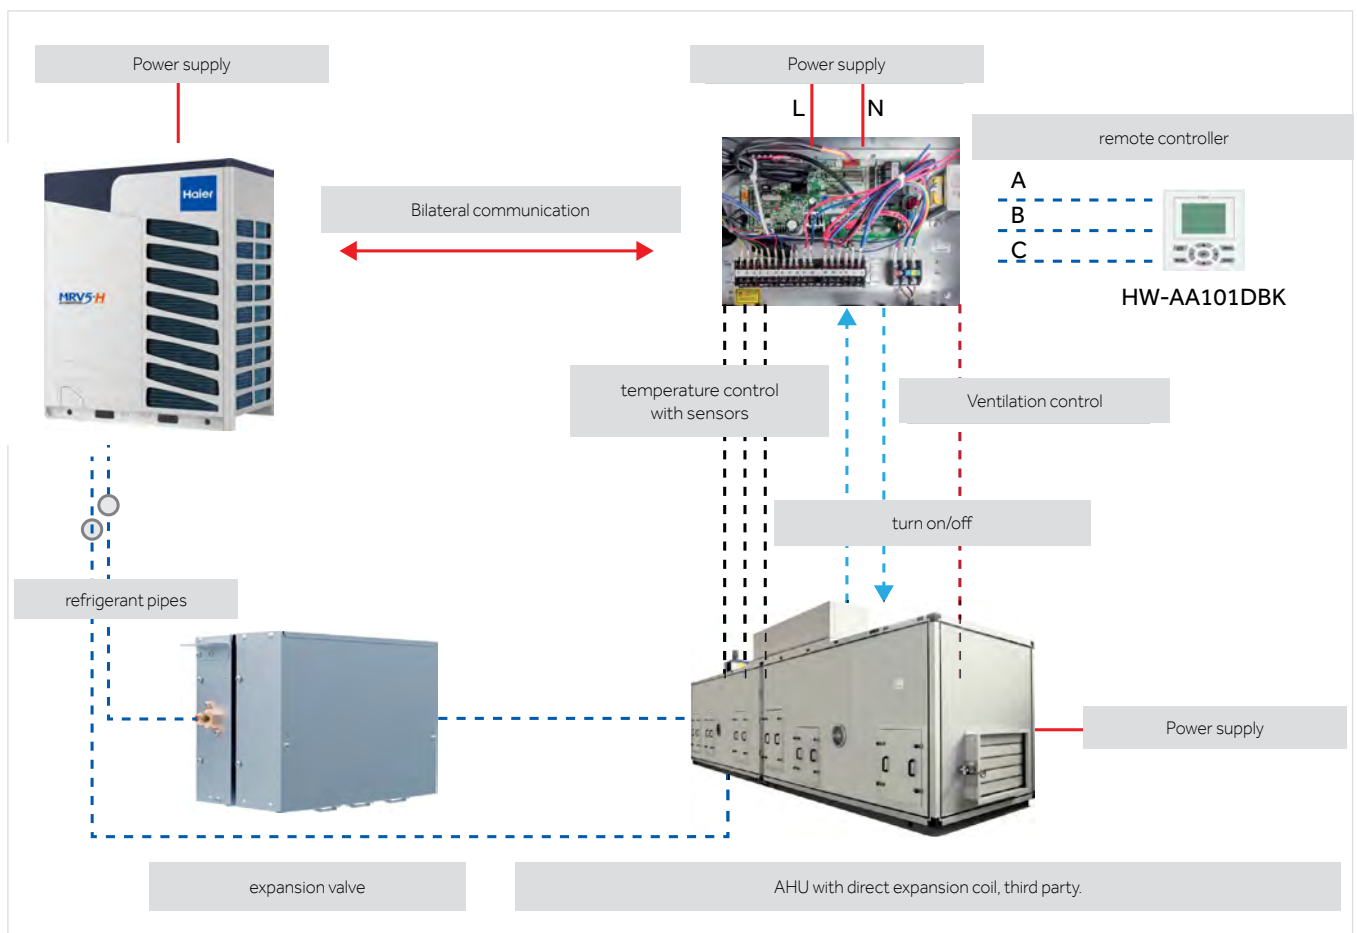 Power supply
Power supply
L
N
remote controller
A
B
C
HW-AA101DBK
Haier
MRV5-H
Bilateral communication
temperature control
with sensors
Ventilation control
turn on/off
refrigerant pipes
Power supply
expansion valve
AHU with direct expansion coil, third party.